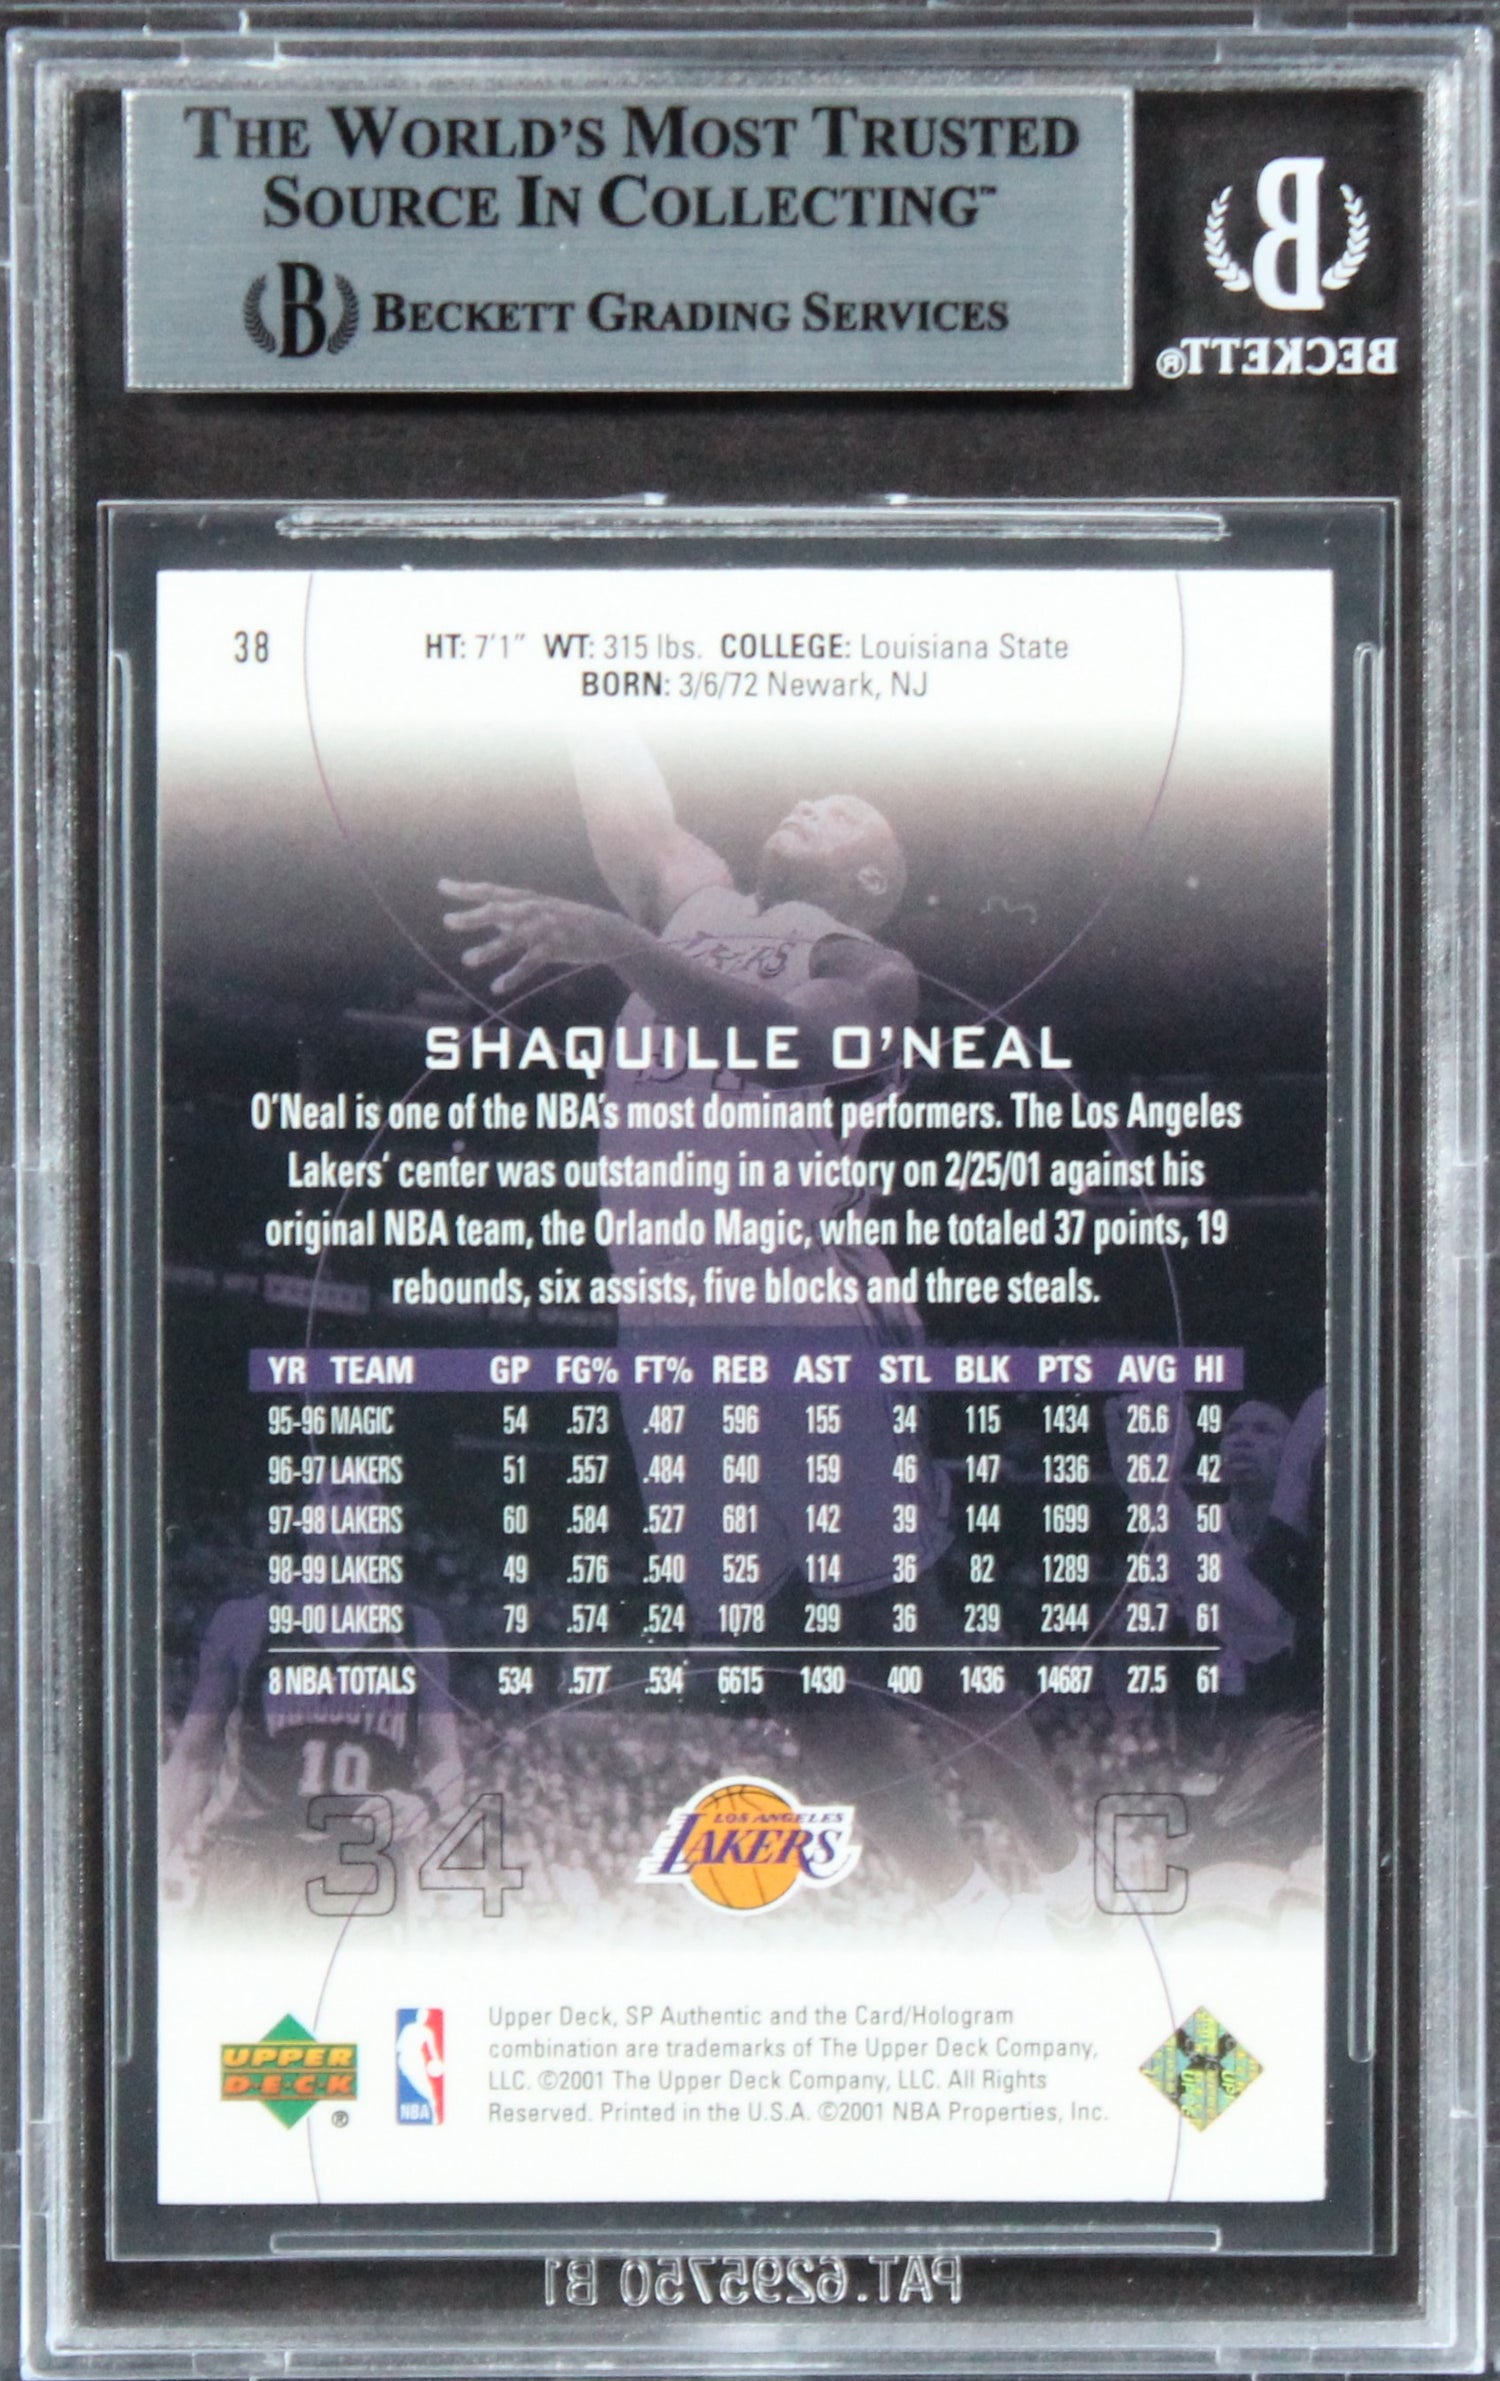 THE WORLD'S MOST TRUSTED
SOURCE IN COLLECTING™
B BECKETT GRADING SERVICES
B
BECKETT®
38
HT: 7'1" WT: 315 lbs. COLLEGE: Louisiana State
BORN: 3/6/72 Newark, NJ
SHAQUILLE O'NEAL
O'Neal is one of the NBA's most dominant performers. The Los Angeles
Lakers' center was outstanding in a victory on 2/25/01 against his
original NBA team, the Orlando Magic, when he totaled 37 points, 19
rebounds, six assists, five blocks and three steals.
YR TEAM GP FG% FT% REB AST STL BLK PTS AVG HI
95-96 MAGIC 54 .573 .487 596 155 34 115 1434 26.6 49
96-97 LAKERS 51 .557 .484 640 159 46 147 1336 26.2 42
97-98 LAKERS 60 .584 .527 681 142 39 144 1699 28.3 50
98-99 LAKERS 49 .576 .540 525 114 36 82 1289 26.3 38
99-00 LAKERS 79 .574 .524 1078 299 36 239 2344 29.7 61
8 NBA TOTALS 534 .577 .534 6615 1430 400 1436 14687 27.5 61
10
34
LOS ANGELES
LAKERS
C
UPPER
D·E·C·K
®
NBA
Upper Deck, SP Authentic and the Card/Hologram
combination are trademarks of The Upper Deck Company,
LLC. ©2001 The Upper Deck Company, LLC. All Rights
Reserved. Printed in the U.S.A. ©2001 NBA Properties, Inc.
PAT.6295750 B1